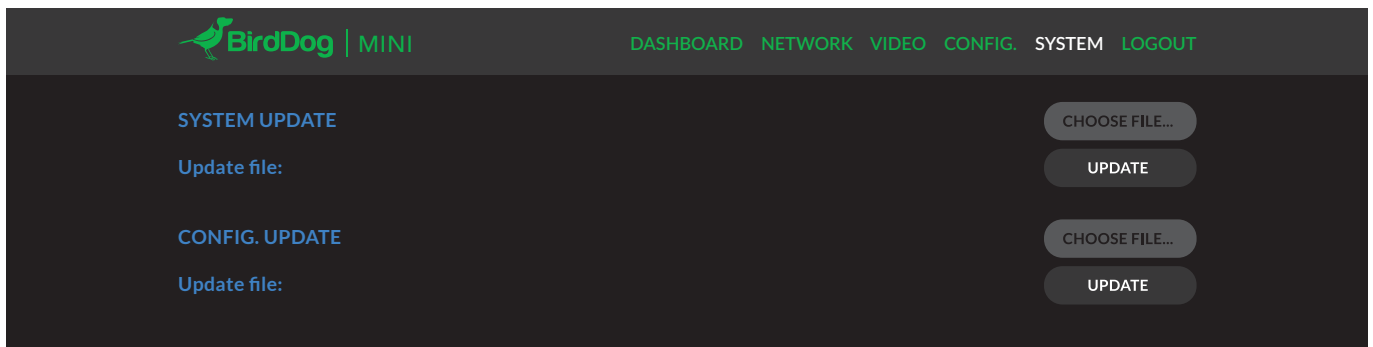 BirdDog | MINI DASHBOARD NETWORK VIDEO CONFIG. SYSTEM LOGOUT
SYSTEM UPDATE CHOOSE FILE...
Update file: UPDATE
CONFIG. UPDATE CHOOSE FILE...
Update file: UPDATE